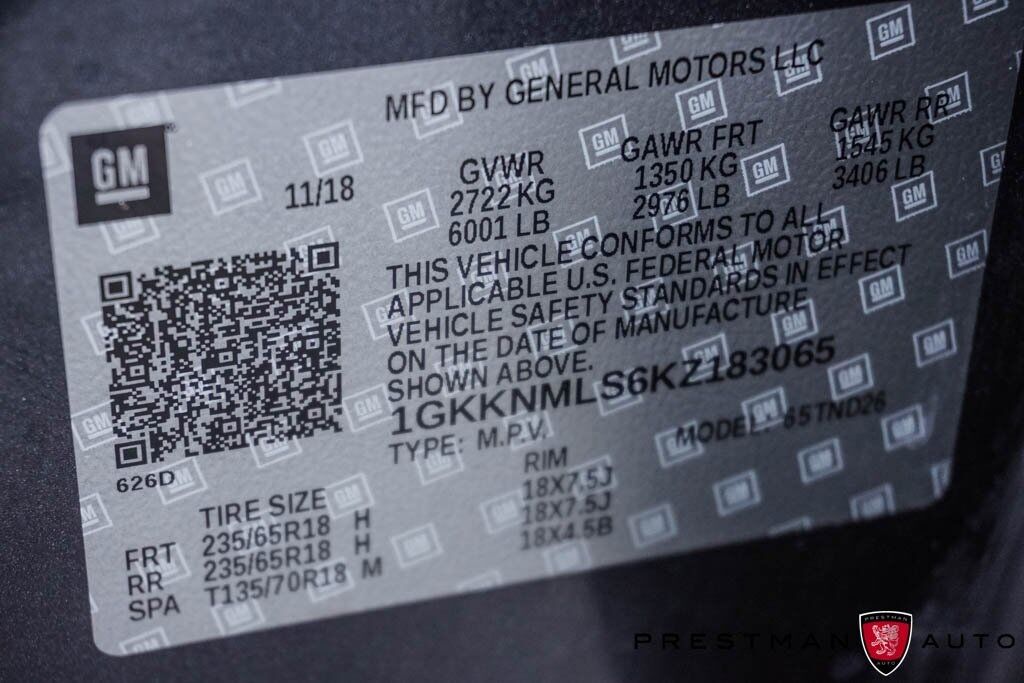 MFD BY GENERAL MOTORS LLC
GM
11/18
GVWR GAWR FRT GAWR RR
2722 KG 1350 KG 1545 KG
6001 LB 2976 LB 3406 LB
THIS VEHICLE CONFORMS TO ALL
APPLICABLE U.S. FEDERAL MOTOR
VEHICLE SAFETY STANDARDS IN EFFECT
ON THE DATE OF MANUFACTURE
SHOWN ABOVE.
1GKKNMLS6KZ183065
TYPE: M.P.V. MODEL: 65TND26
626D
TIRE SIZE RIM
FRT 235/65R18 H 18X7.5J
RR 235/65R18 H 18X7.5J
SPA T135/70R18 M 18X4.5B
PRESTMAN AUTO